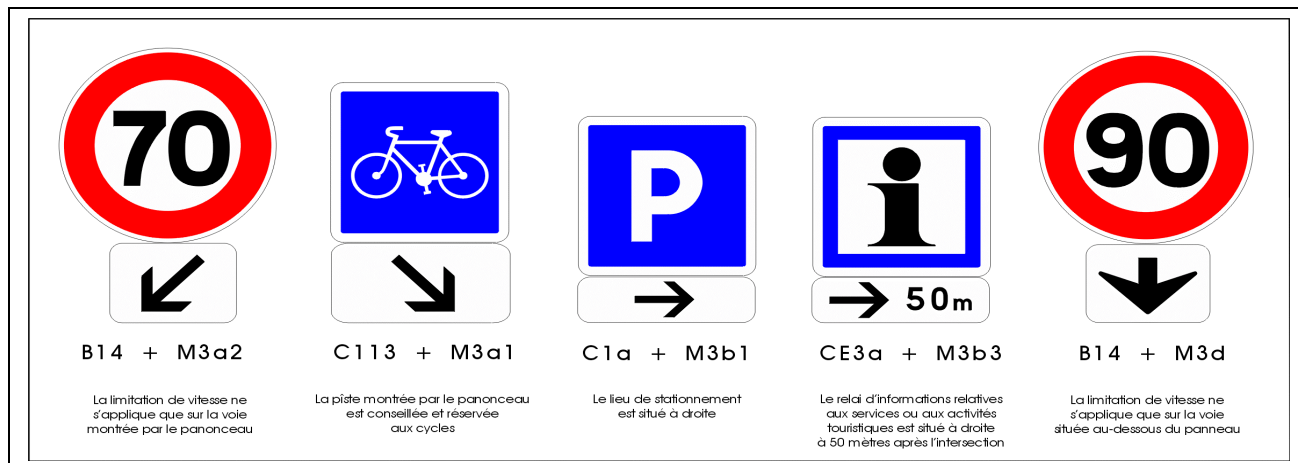 70
P
i
50m
90
B14 + M3a2
C113 + M3a1
C1a + M3b1
CE3a + M3b3
B14 + M3d
La limitation de vitesse ne
s'applique que sur la voie
montrée par le panonceau
La pîste montrée par le panonceau
est conseillée et réservée
aux cycles
Le lieu de stationnement
est situé à droite
Le relai d'informations relatives
aux services ou aux activités
touristiques est situé à droite
à 50 mètres après l'intersection
La limitation de vitesse ne
s'applique que sur la voie
située au-dessous du panneau